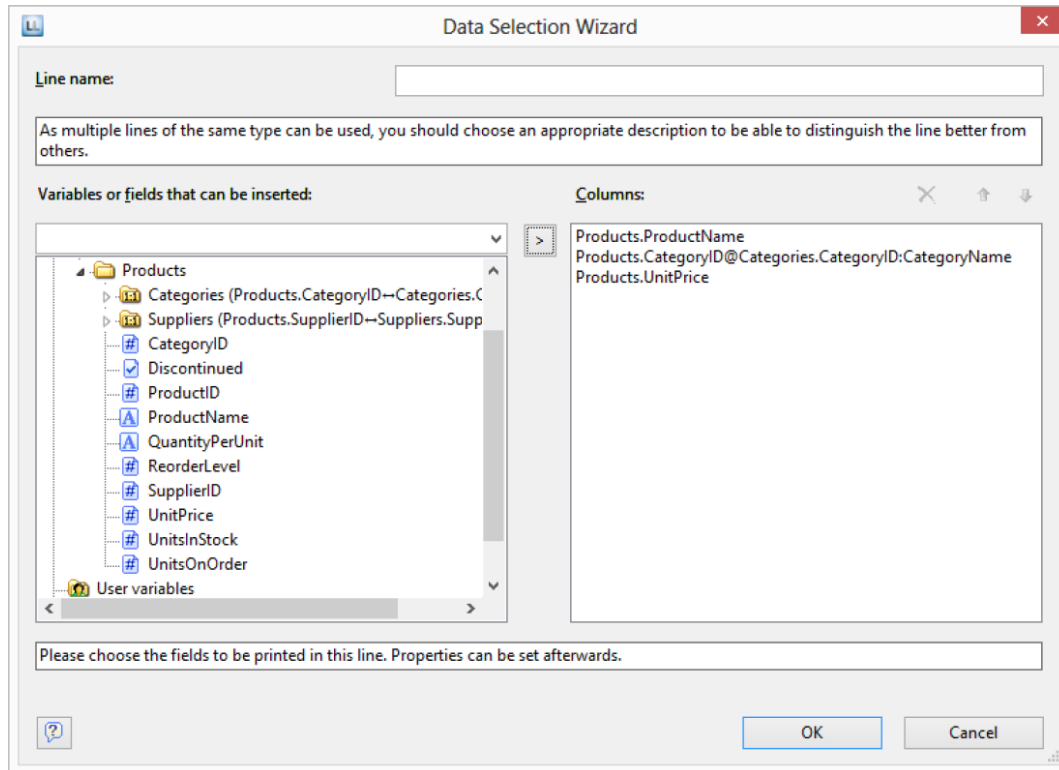 LL
Data Selection Wizard
Line name:
As multiple lines of the same type can be used, you should choose an appropriate description to be able to distinguish the line better from
others.
Variables or fields that can be inserted:
Columns:
>
Products
Categories (Products.CategoryID↔Categories.C
Suppliers (Products.SupplierID↔Suppliers.Supp
CategoryID
Discontinued
ProductID
ProductName
QuantityPerUnit
ReorderLevel
SupplierID
UnitPrice
UnitsInStock
UnitsOnOrder
User variables
Products.ProductName
Products.CategoryID@Categories.CategoryID:CategoryName
Products.UnitPrice
Please choose the fields to be printed in this line. Properties can be set afterwards.
OK
Cancel